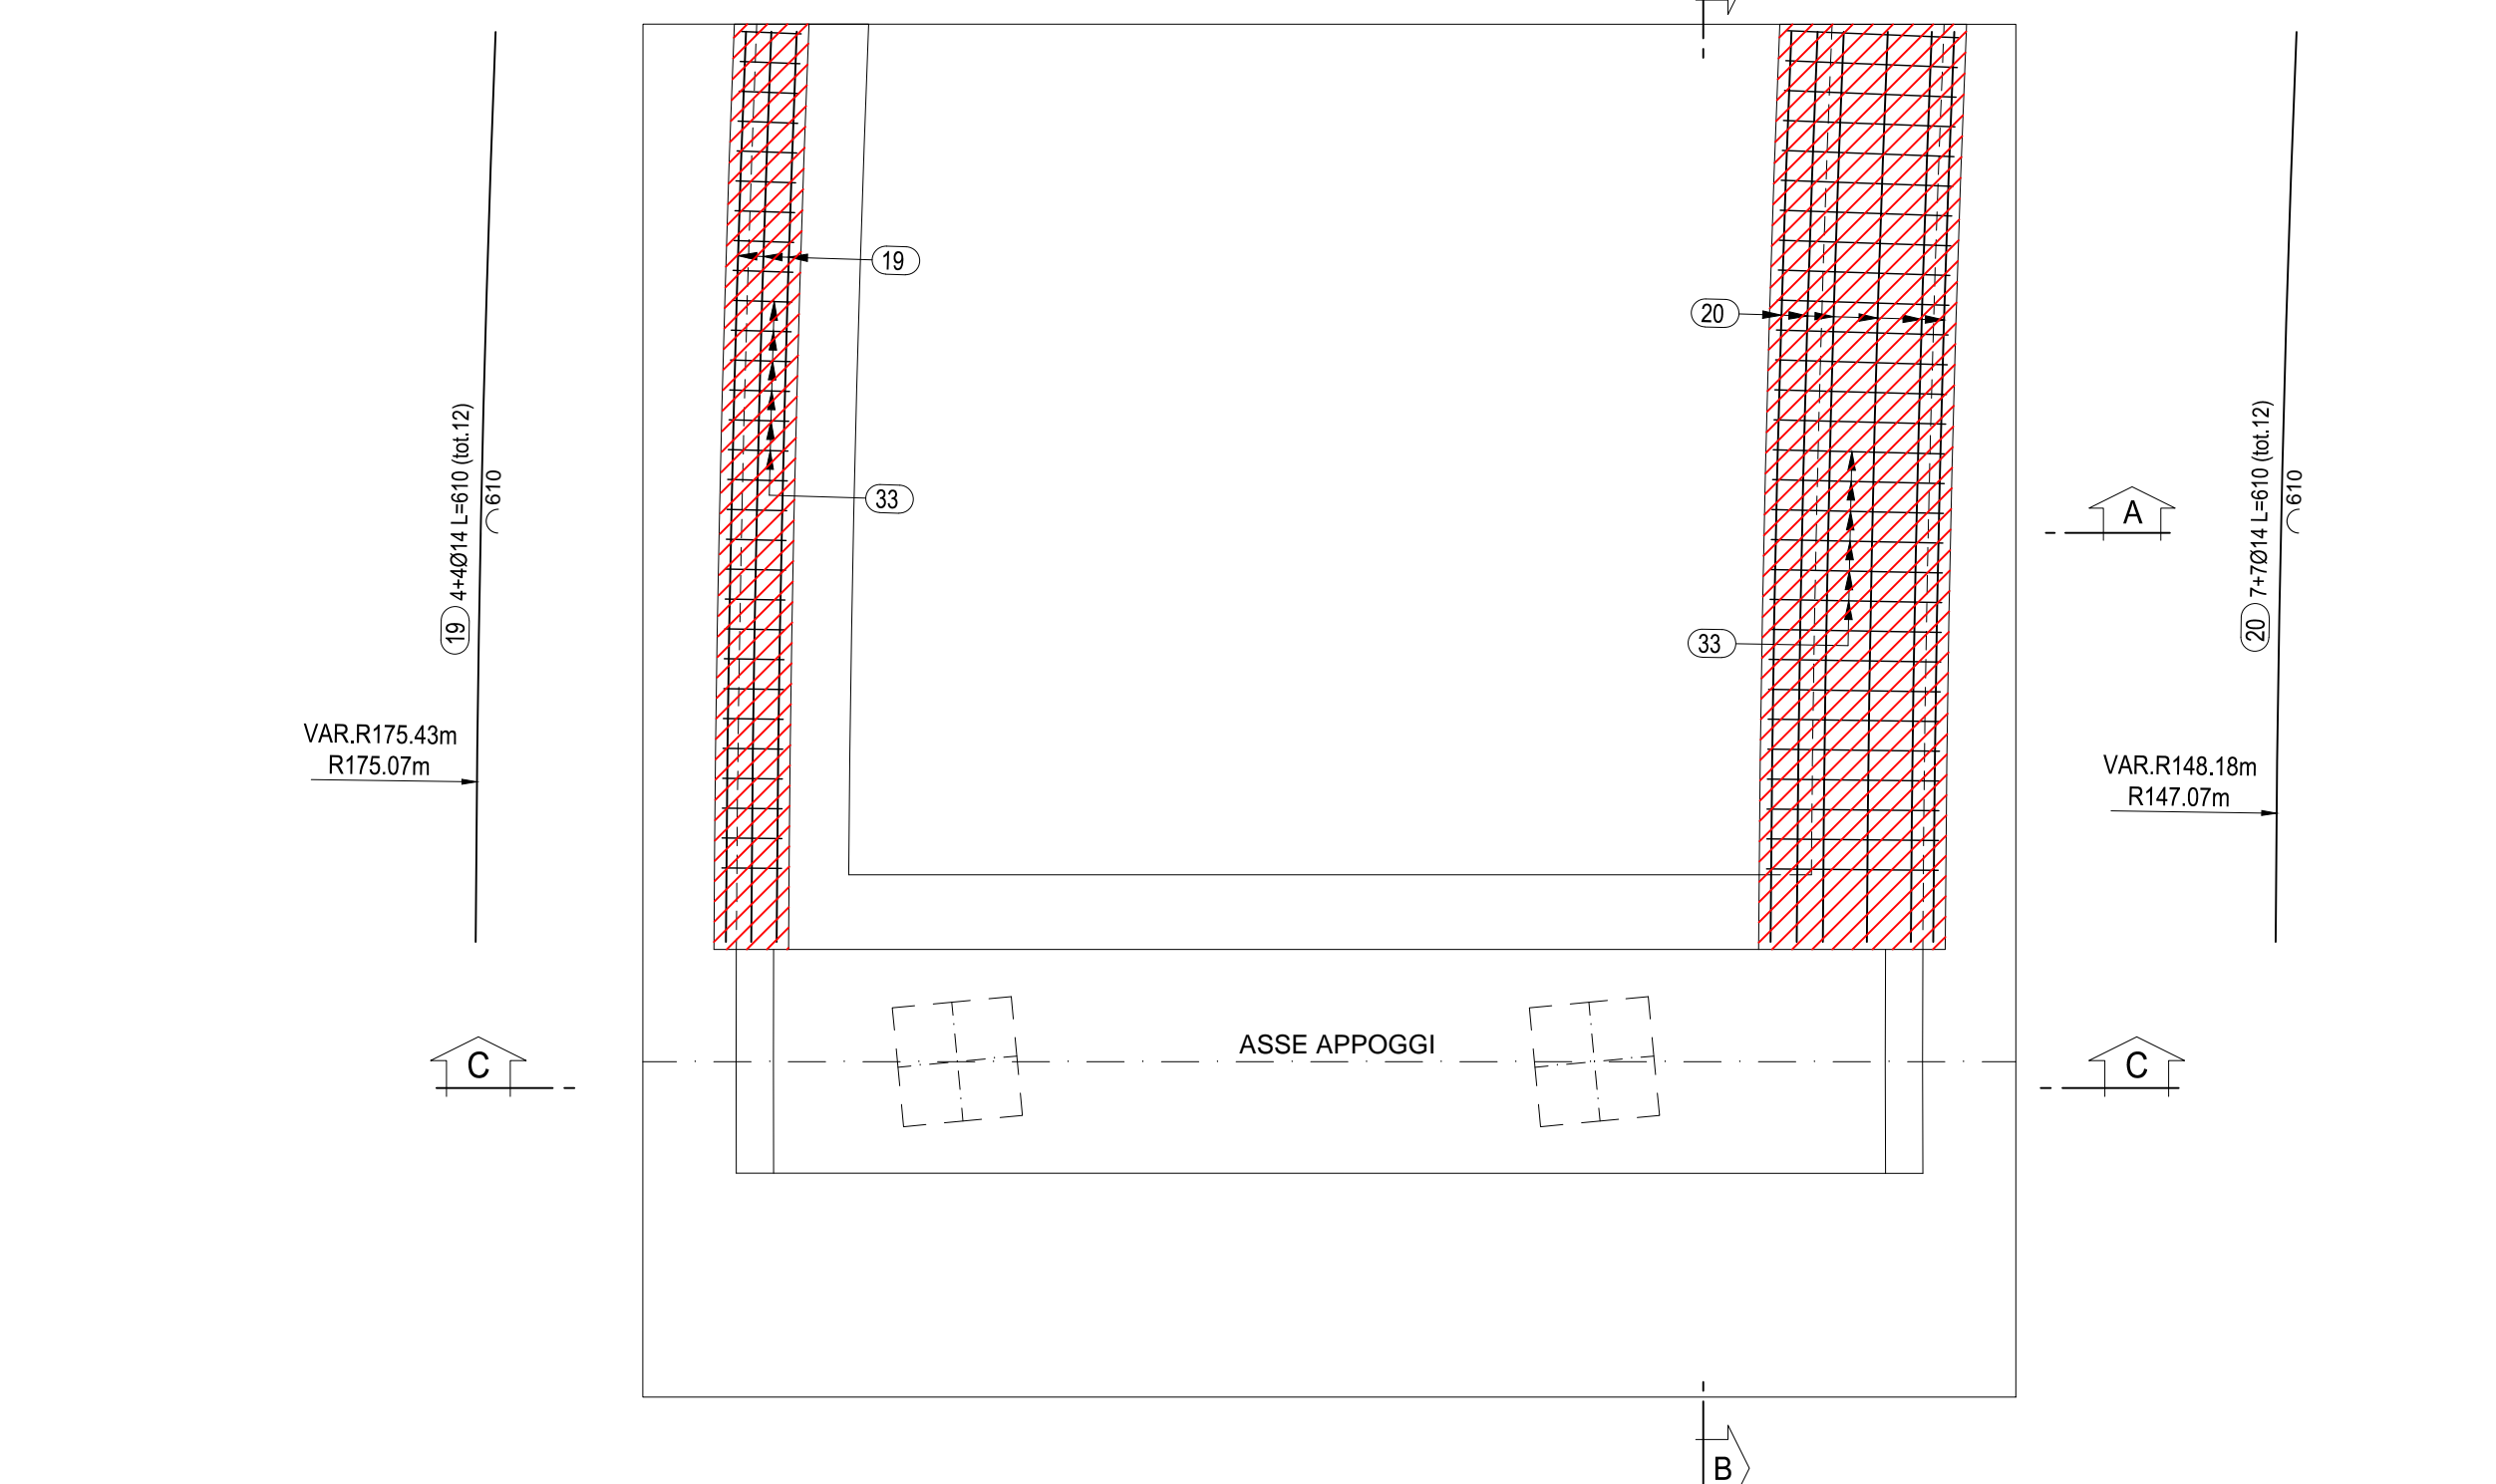 19
20
33
33
19 4+4Ø14 L=610 (tot.12)
610
20 7+7Ø14 L=610 (tot.12)
610
A
VAR.R175.43m
R175.07m
VAR.R148.18m
R147.07m
C
ASSE APPOGGI
C
B